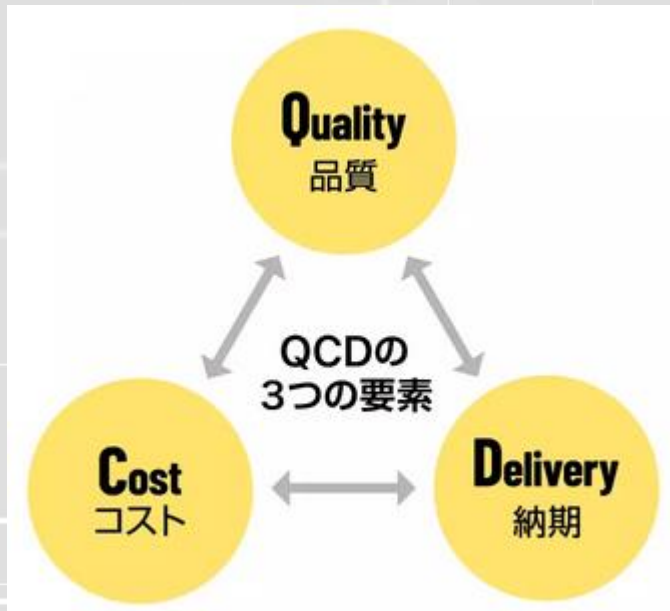 Quality
品質
QCDの
3つの要素
Cost
コスト
Delivery
納期